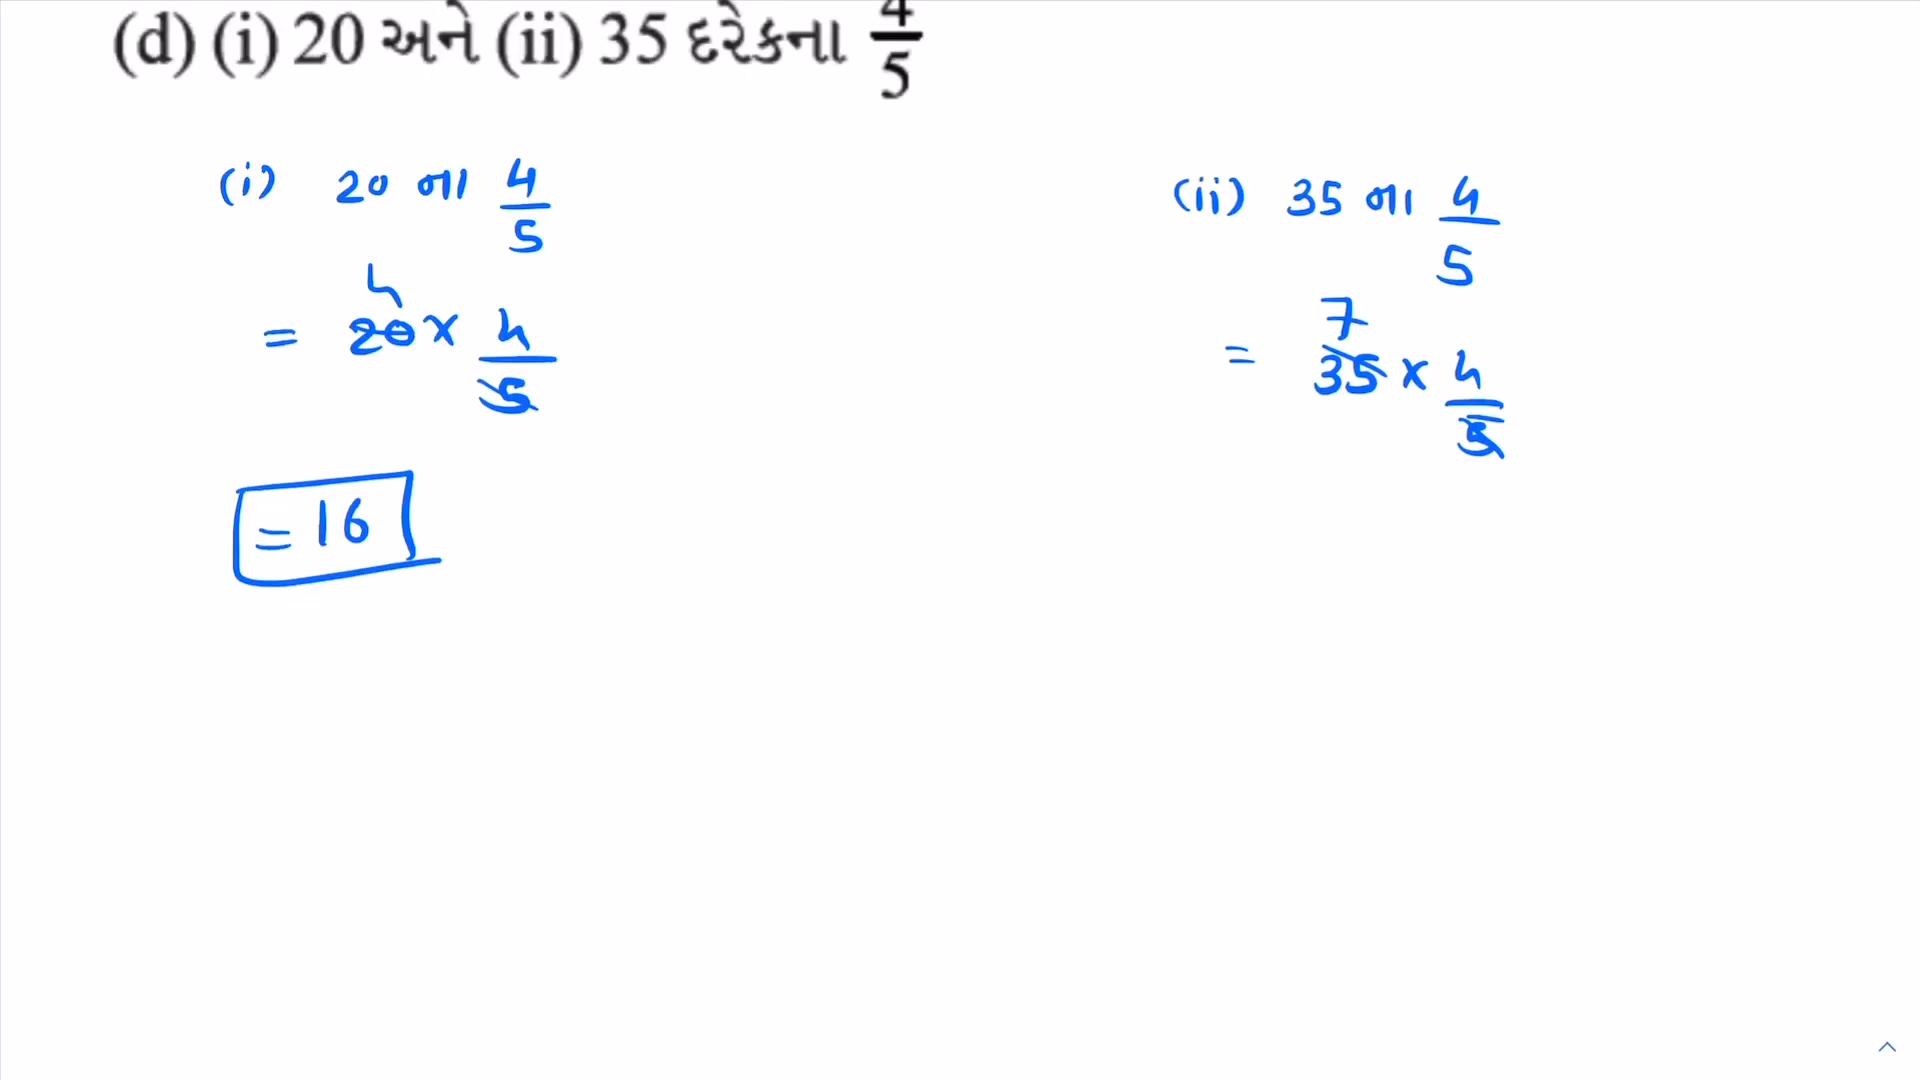 (d) (i) 20 અને (ii) 35 દરેકના 4/5
(i) 20 ના 4/5
= 20 × 4/5
4
= 16
(ii) 35 ના 4/5
7
= 35 × 4/5